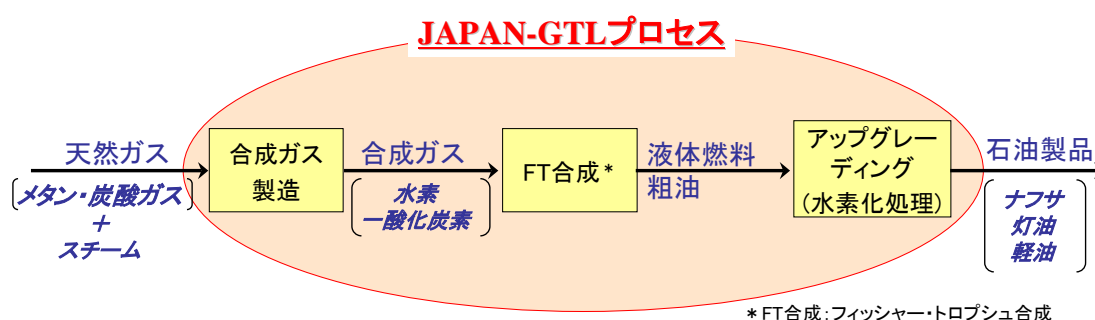 JAPAN-GTLプロセス
天然ガス
メタン・炭酸ガス
+
スチーム
合成ガス
製造
合成ガス
水素
一酸化炭素
FT合成*
液体燃料
粗油
アップグレー
ディング
(水素化処理)
石油製品
ナフサ
灯油
軽油
*FT合成:フィッシャー・トロプシュ合成